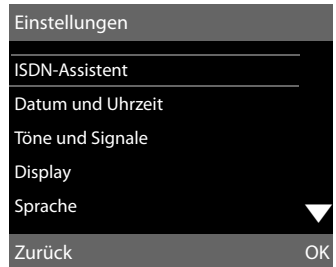 Einstellungen
ISDN-Assistent
Datum und Uhrzeit
Töne und Signale
Display
Sprache
Zurück OK